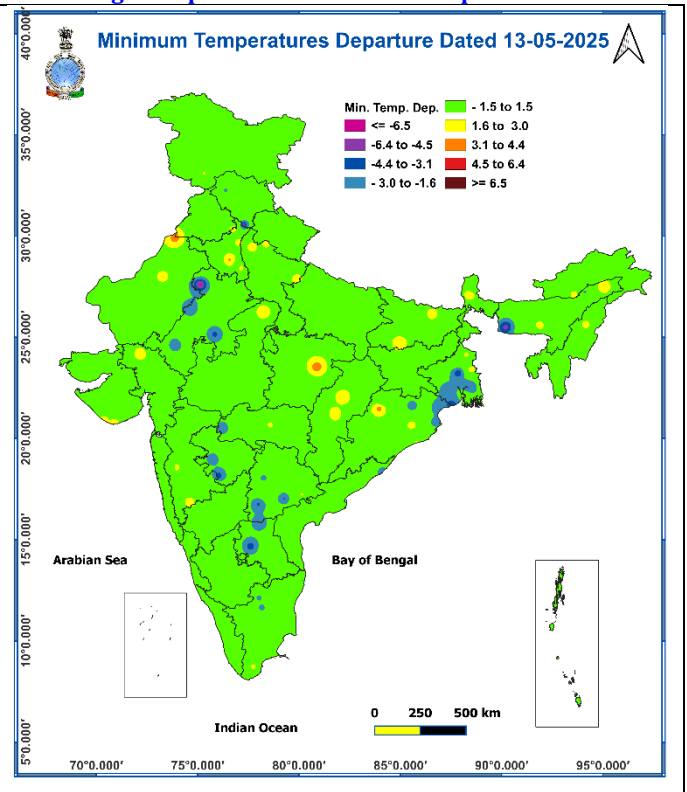 Minimum Temperatures Departure Dated 13-05-2025
Min. Temp. Dep.
<= -6.5
-6.4 to -4.5
-4.4 to -3.1
- 3.0 to -1.6
- 1.5 to 1.5
1.6 to 3.0
3.1 to 4.4
4.5 to 6.4
>= 6.5
40°0.000'
35°0.000'
30°0.000'
25°0.000'
20°0.000'
15°0.000'
10°0.000'
5°0.000'
Arabian Sea
Bay of Bengal
Indian Ocean
0 250 500 km
70°0.000' 75°0.000' 80°0.000' 85°0.000' 90°0.000' 95°0.000'